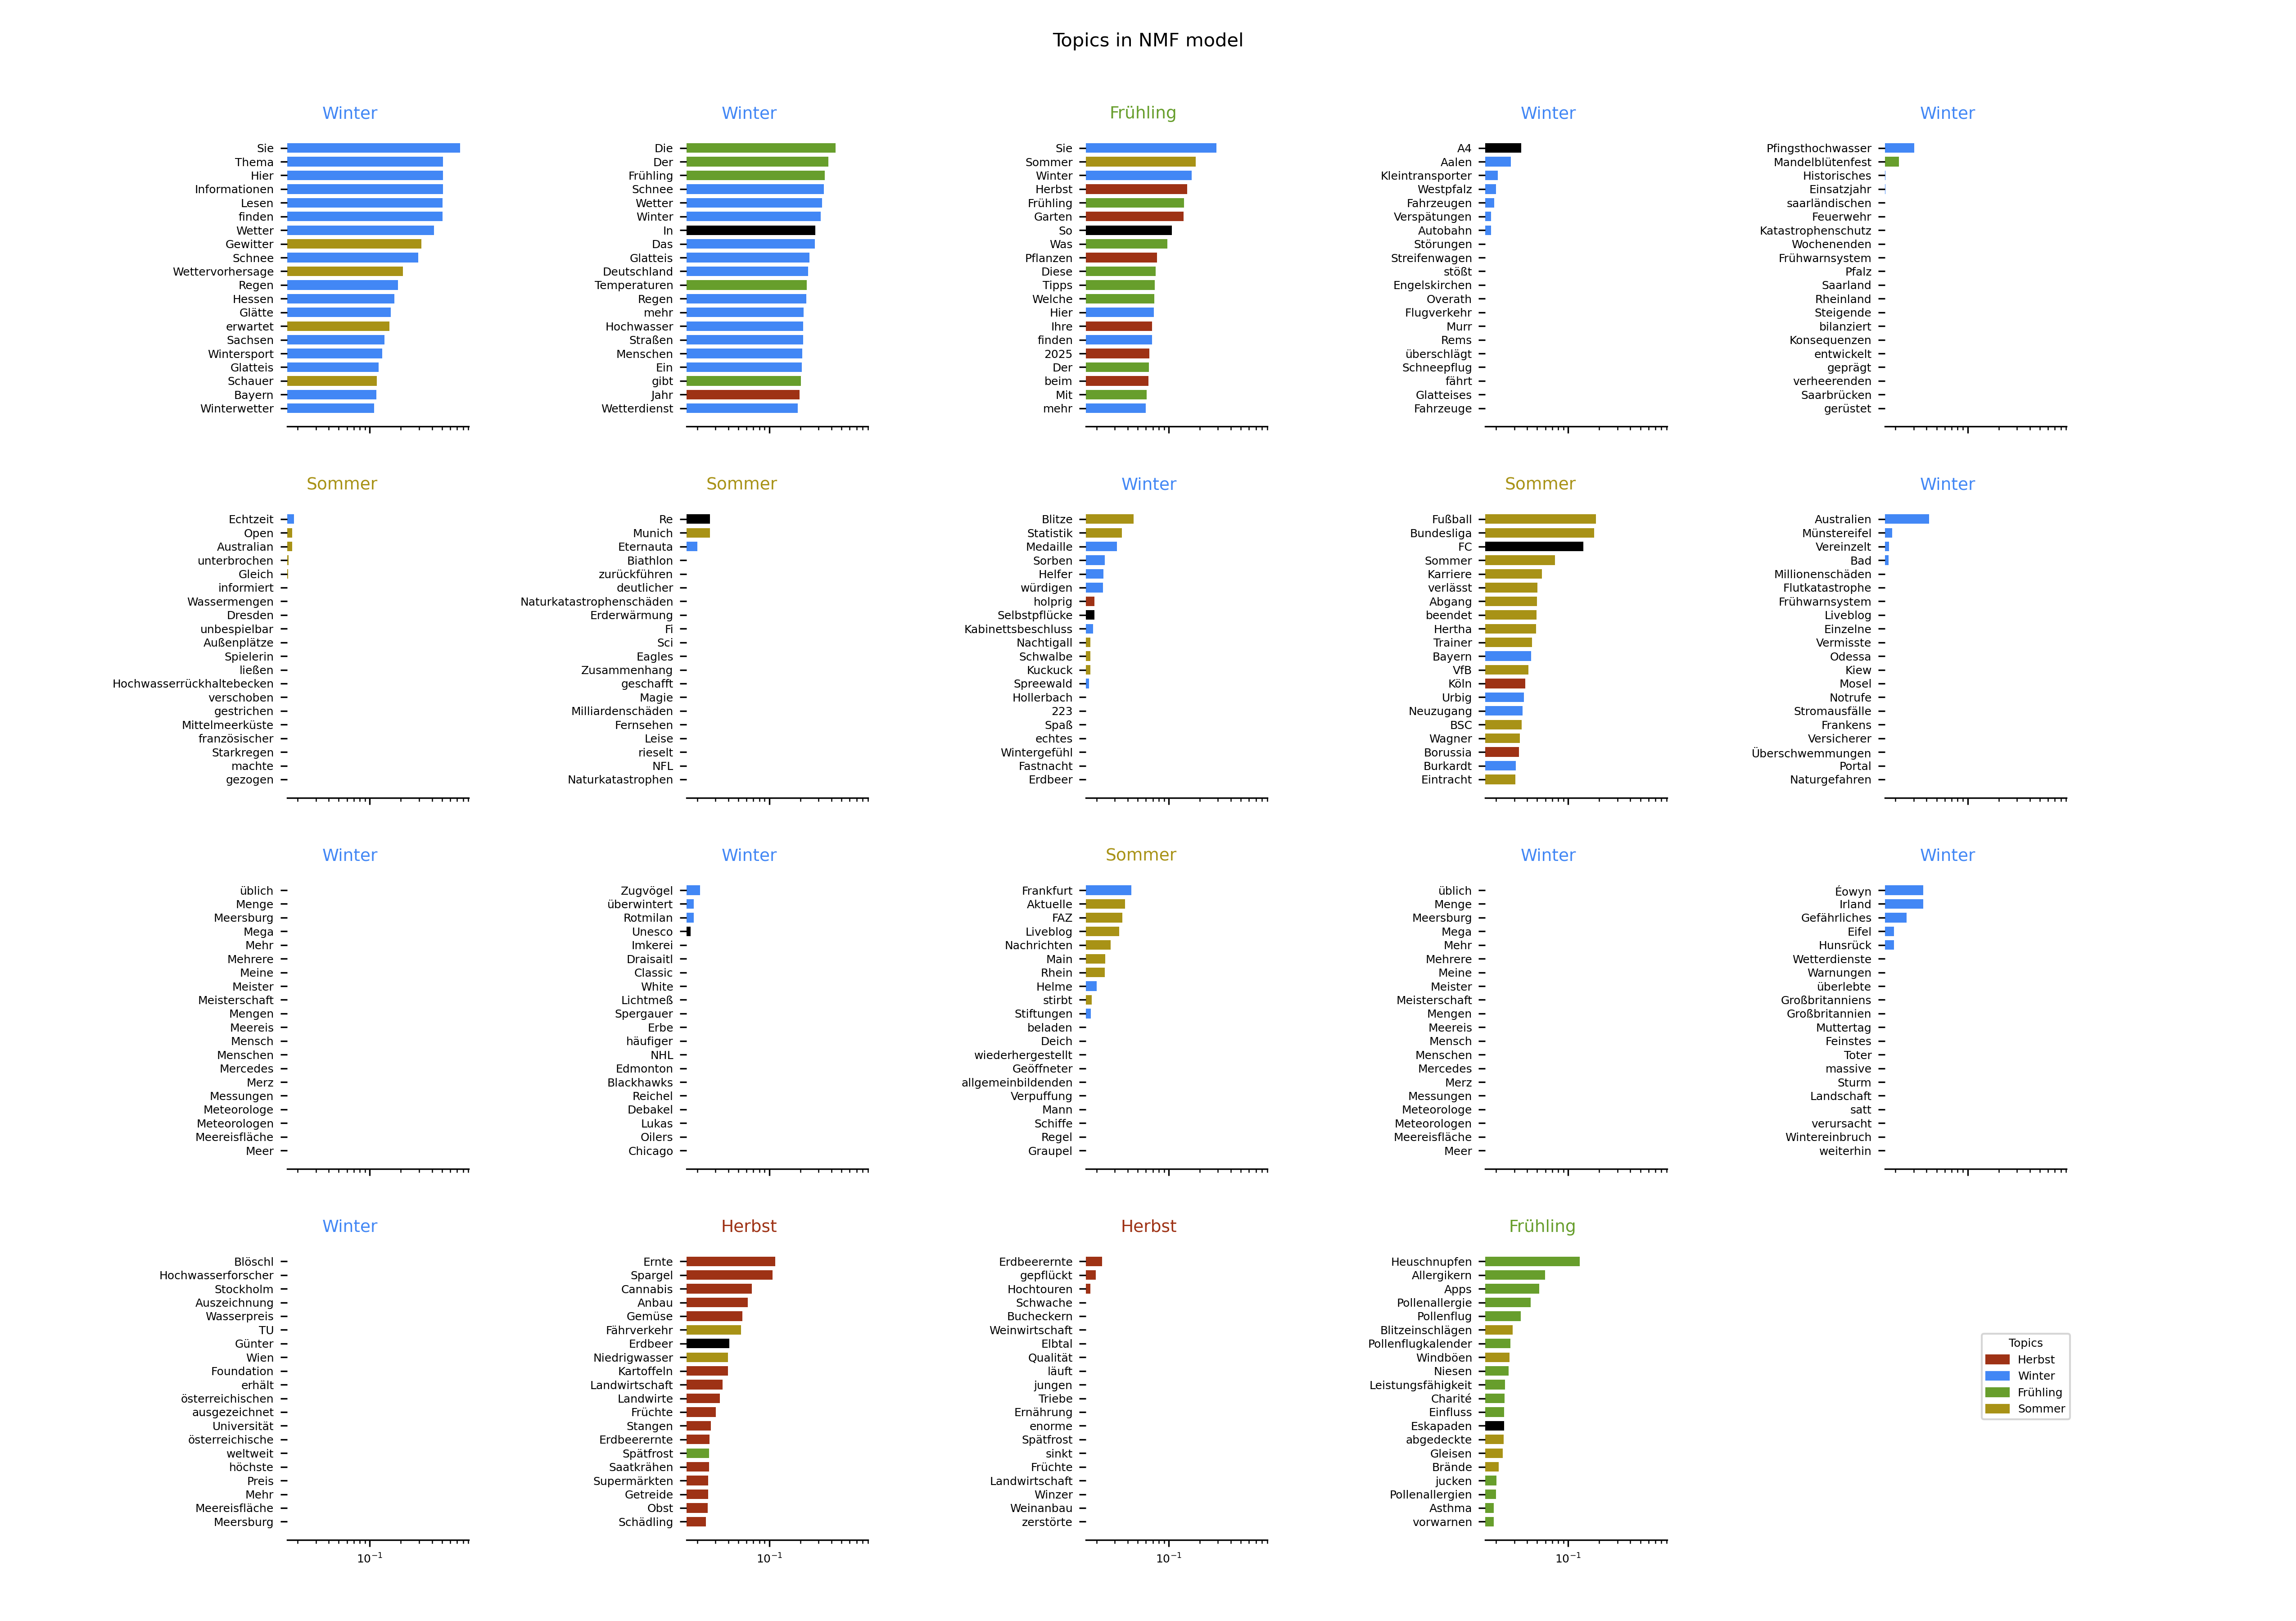 Topics in NMF model
Winter
Sie
Thema
Hier
Informationen
Lesen
finden
Wetter
Gewitter
Schnee
Wettervorhersage
Regen
Hessen
Glätte
erwartet
Sachsen
Wintersport
Glatteis
Schauer
Bayern
Winterwetter
Winter
Die
Der
Frühling
Schnee
Wetter
Winter
In
Das
Glatteis
Deutschland
Temperaturen
Regen
mehr
Hochwasser
Straßen
Menschen
Ein
gibt
Jahr
Wetterdienst
Frühling
Sie
Sommer
Winter
Herbst
Frühling
Garten
So
Was
Pflanzen
Diese
Tipps
Welche
Hier
Ihre
finden
2025
Der
beim
Mit
mehr
Winter
A4
Aalen
Kleintransporter
Westpfalz
Fahrzeugen
Verspätungen
Autobahn
Störungen
Streifenwagen
stößt
Engelskirchen
Overath
Flugverkehr
Murr
Rems
überschlägt
Schneepflug
fährt
Glatteises
Fahrzeuge
Winter
Pfingsthochwasser
Mandelblütenfest
Historisches
Einsatzjahr
saarländischen
Feuerwehr
Katastrophenschutz
Wochenenden
Frühwarnsystem
Pfalz
Saarland
Rheinland
Steigende
bilanziert
Konsequenzen
entwickelt
geprägt
verheerenden
Saarbrücken
gerüstet
Sommer
Echtzeit
Open
Australian
unterbrochen
Gleich
informiert
Wassermengen
Dresden
unbespielbar
Außenplätze
Spielerin
ließen
Hochwasserrückhaltebecken
verschoben
gestrichen
Mittelmeerküste
französischer
Starkregen
machte
gezogen
Sommer
Re
Munich
Eternauta
Biathlon
zurückführen
deutlicher
Naturkatastrophenschäden
Erderwärmung
Fi
Sci
Eagles
Zusammenhang
geschafft
Magie
Milliardenschäden
Fernsehen
Leise
rieselt
NFL
Naturkatastrophen
Winter
Blitze
Statistik
Medaille
Sorben
Helfer
würdigen
holprig
Selbstpflücke
Kabinettsbeschluss
Nachtigall
Schwalbe
Kuckuck
Spreewald
Hollerbach
223
Spaß
echtes
Wintergefühl
Fastnacht
Erdbeer
Sommer
Fußball
Bundesliga
FC
Sommer
Karriere
verlässt
Abgang
beendet
Hertha
Trainer
Bayern
VfB
Köln
Urbig
Neuzugang
BSC
Wagner
Borussia
Burkardt
Eintracht
Winter
Australien
Münstereifel
Vereinzelt
Bad
Millionenschäden
Flutkatastrophe
Frühwarnsystem
Liveblog
Einzelne
Vermisste
Odessa
Kiew
Mosel
Notrufe
Stromausfälle
Frankens
Versicherer
Überschwemmungen
Portal
Naturgefahren
Winter
üblich
Menge
Meersburg
Mega
Mehr
Mehrere
Meine
Meister
Meisterschaft
Mengen
Meereis
Mensch
Menschen
Mercedes
Merz
Messungen
Meteorologe
Meteorologen
Meereisfläche
Meer
Winter
Zugvögel
überwintert
Rotmilan
Unesco
Imkerei
Draisaitl
Classic
White
Lichtmeß
Spergauer
Erbe
häufiger
NHL
Edmonton
Blackhawks
Reichel
Debakel
Lukas
Oilers
Chicago
Sommer
Frankfurt
Aktuelle
FAZ
Liveblog
Nachrichten
Main
Rhein
Helme
stirbt
Stiftungen
beladen
Deich
wiederhergestellt
Geöffneter
allgemeinbildenden
Verpuffung
Mann
Schiffe
Regel
Graupel
Winter
üblich
Menge
Meersburg
Mega
Mehr
Mehrere
Meine
Meister
Meisterschaft
Mengen
Meereis
Mensch
Menschen
Mercedes
Merz
Messungen
Meteorologe
Meteorologen
Meereisfläche
Meer
Winter
Éowyn
Irland
Gefährliches
Eifel
Hunsrück
Wetterdienste
Warnungen
überlebte
Großbritanniens
Großbritannien
Muttertag
Feinstes
Toter
massive
Sturm
Landschaft
satt
verursacht
Wintereinbruch
weiterhin
Winter
Blöschl
Hochwasserforscher
Stockholm
Auszeichnung
Wasserpreis
TU
Günter
Wien
Foundation
erhält
österreichischen
ausgezeichnet
Universität
österreichische
weltweit
höchste
Preis
Mehr
Meereisfläche
Meersburg
10⁻¹
Herbst
Ernte
Spargel
Cannabis
Anbau
Gemüse
Fährverkehr
Erdbeer
Niedrigwasser
Kartoffeln
Landwirtschaft
Landwirte
Früchte
Stangen
Erdbeerernte
Spätfrost
Saatkrähen
Supermärkten
Getreide
Obst
Schädling
10⁻¹
Herbst
Erdbeerernte
gepflückt
Hochtouren
Schwache
Bucheckern
Weinwirtschaft
Elbtal
Qualität
läuft
jungen
Triebe
Ernährung
enorme
Spätfrost
sinkt
Früchte
Landwirtschaft
Winzer
Weinanbau
zerstörte
10⁻¹
Frühling
Heuschnupfen
Allergikern
Apps
Pollenallergie
Pollenflug
Blitzeinschlägen
Pollenflugkalender
Windböen
Niesen
Leistungsfähigkeit
Charité
Einfluss
Eskapaden
abgedeckte
Gleisen
Brände
jucken
Pollenallergien
Asthma
vorwarnen
10⁻¹
Topics
Herbst
Winter
Frühling
Sommer